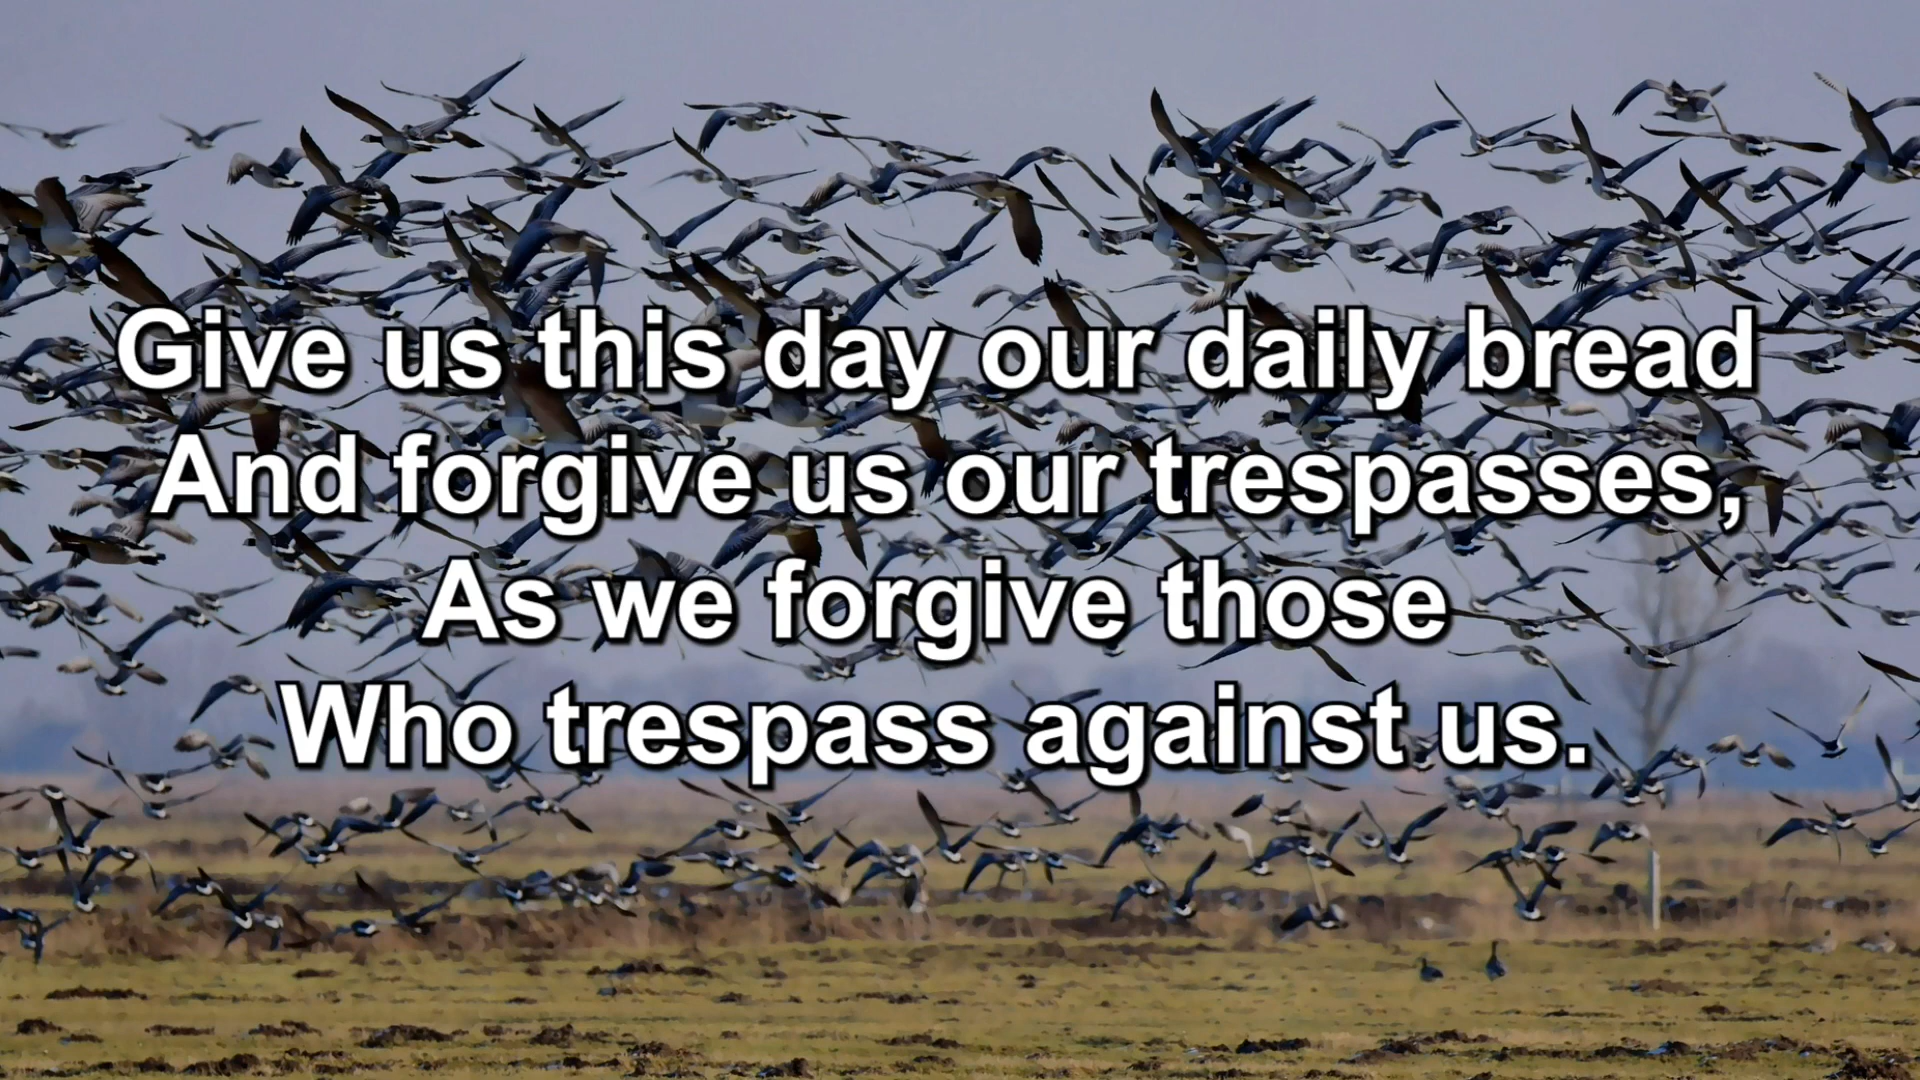 Give us this day our daily bread
And forgive us our trespasses,
As we forgive those
Who trespass against us.